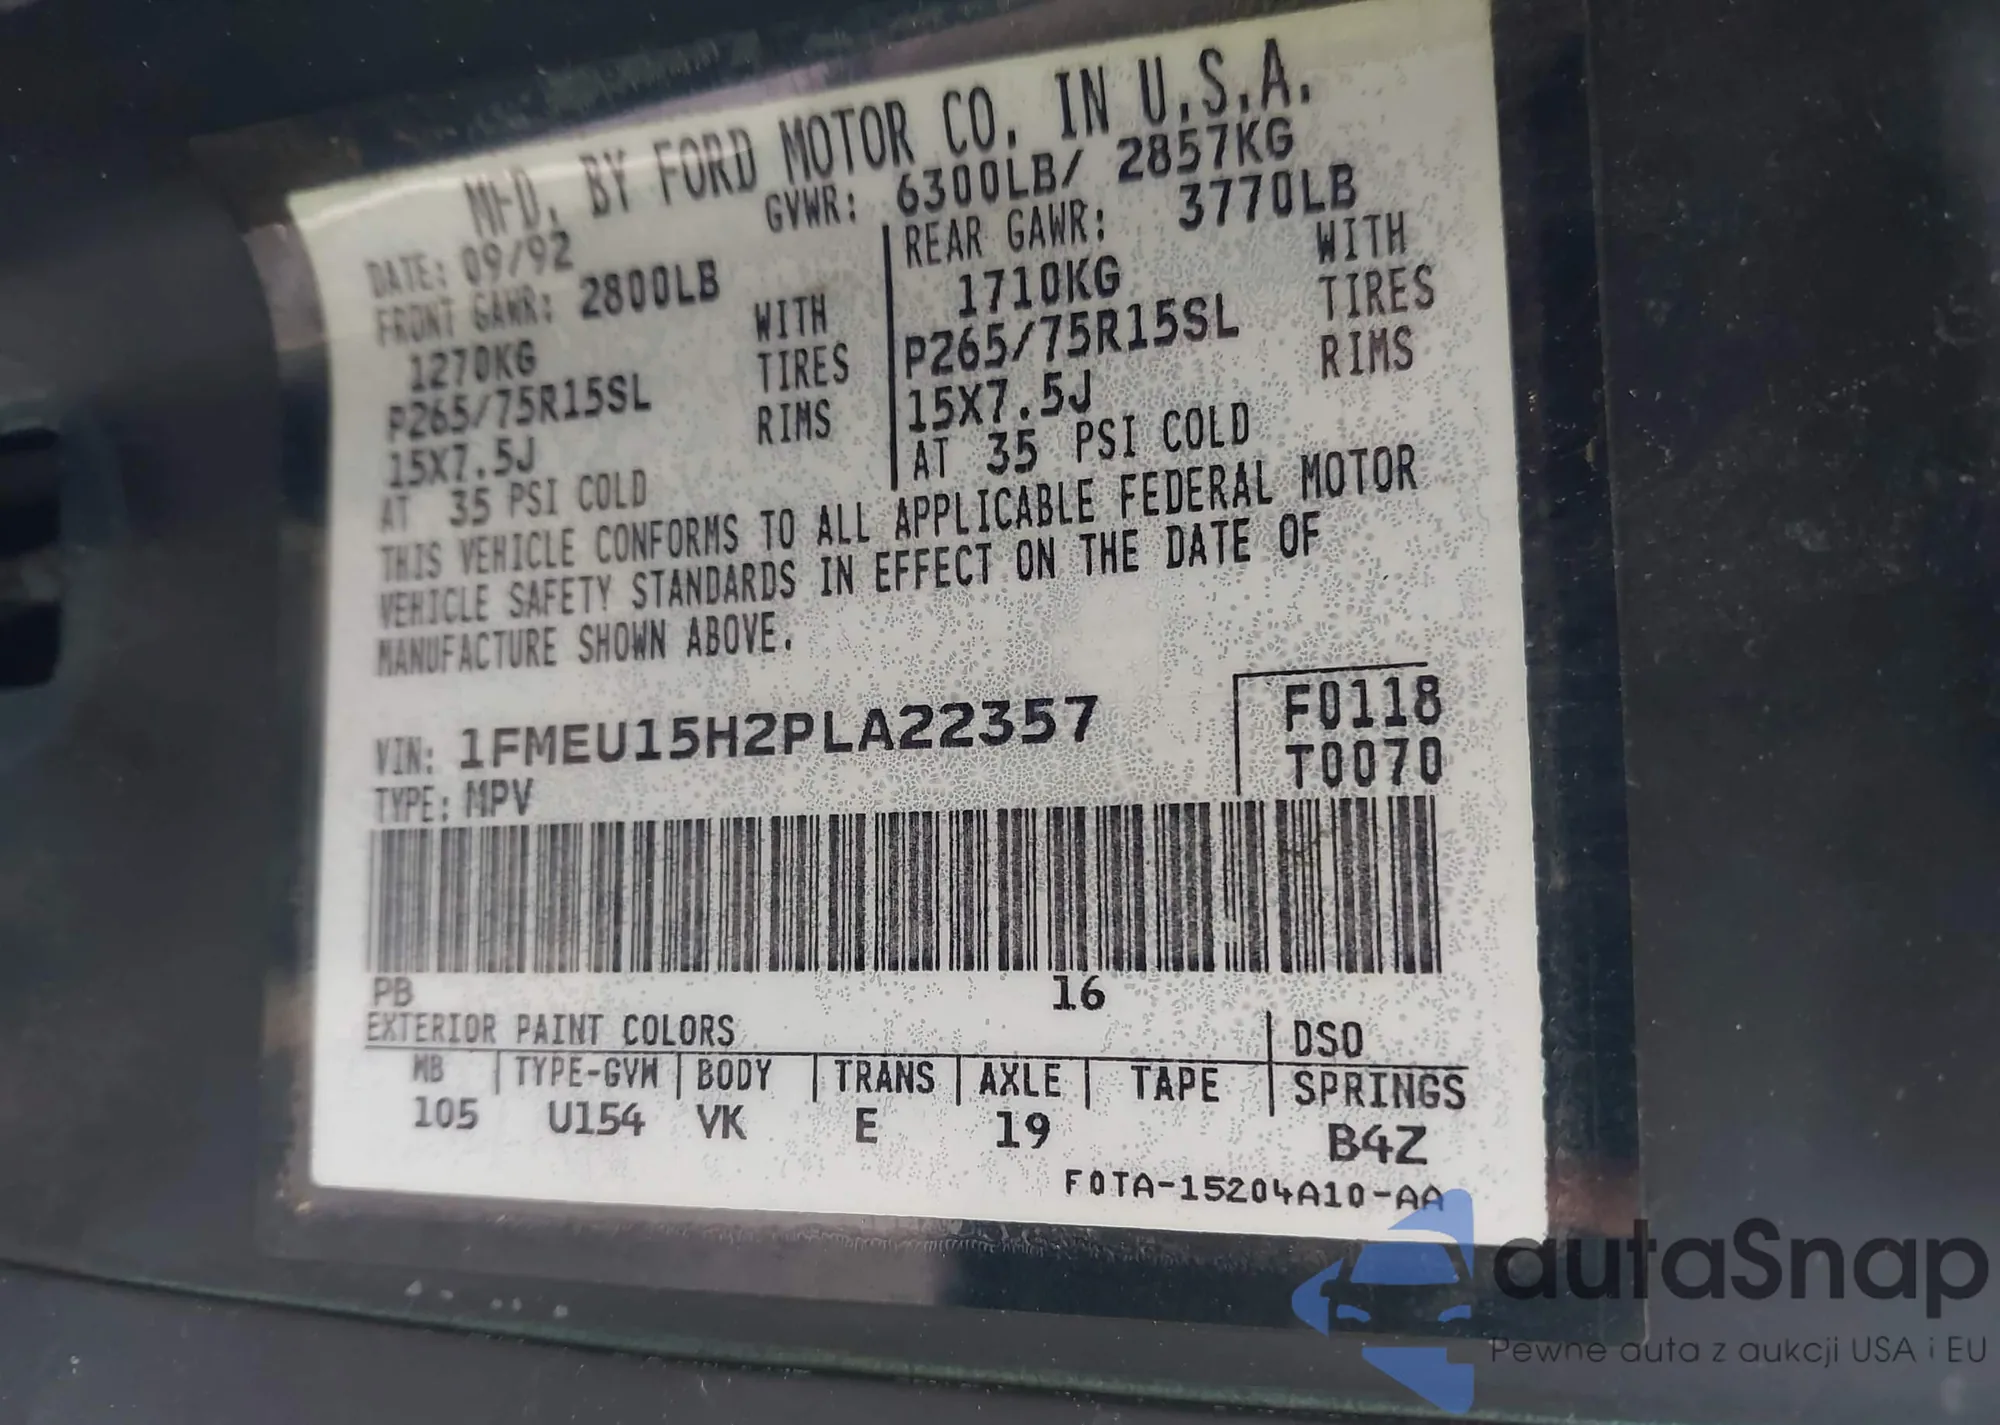 MFD. BY FORD MOTOR CO. IN U.S.A.
GVWR: 6300LB/ 2857KG
DATE: 09/92
FRONT GAWR: 2800LB
1270KG WITH
P265/75R15SL TIRES
15X7.5J RIMS
AT 35 PSI COLD
REAR GAWR: 3770LB
1710KG WITH
P265/75R15SL TIRES
15X7.5J RIMS
AT 35 PSI COLD
THIS VEHICLE CONFORMS TO ALL APPLICABLE FEDERAL MOTOR
VEHICLE SAFETY STANDARDS IN EFFECT ON THE DATE OF
MANUFACTURE SHOWN ABOVE.
VIN: 1FMEU15H2PLA22357
TYPE: MPV
F0118
T0070
PB 16
EXTERIOR PAINT COLORS DSO
WB TYPE-GVW BODY TRANS AXLE TAPE SPRINGS
105 U154 VK E 19 B4Z
F0TA-15204A10-AA
autaSnap
Pewne auta z aukcji USA i EU